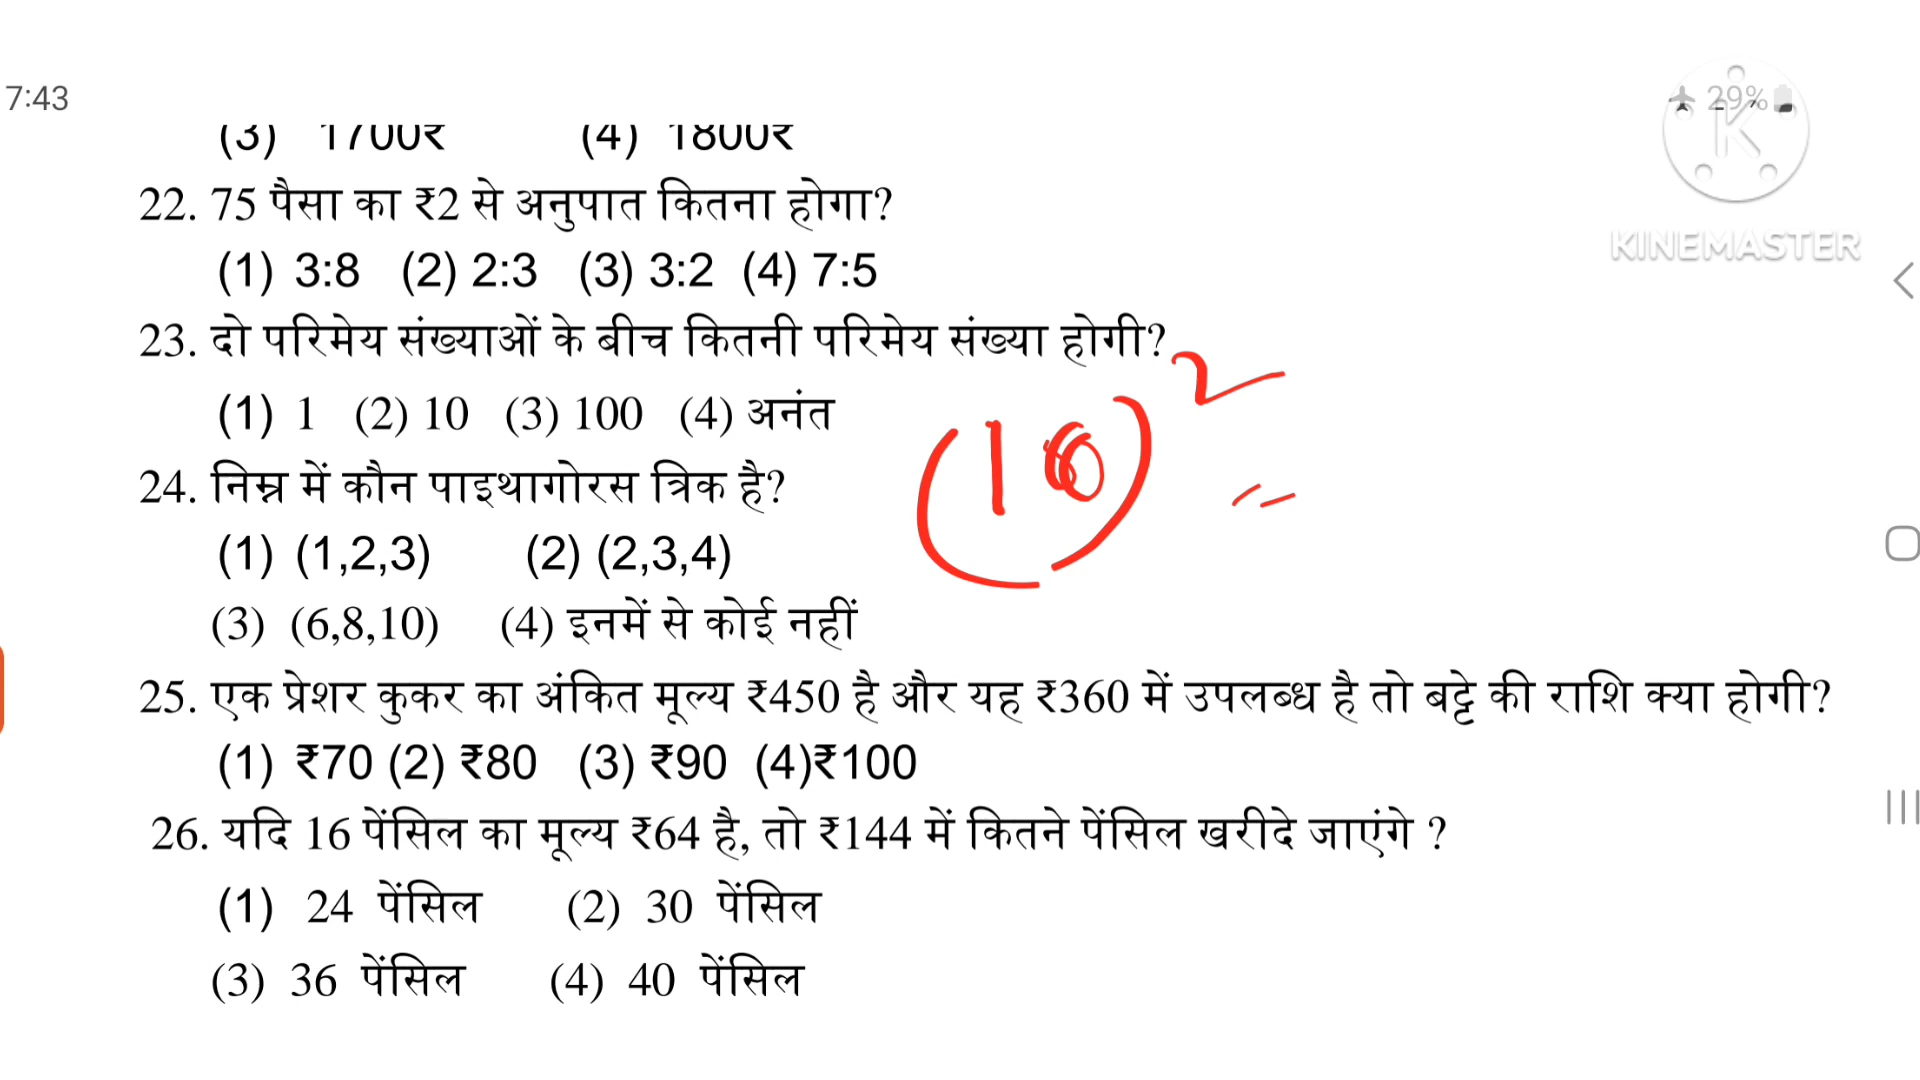 7:43
29%
(3) 1700₹ (4) 1800₹
22. 75 पैसा का ₹2 से अनुपात कितना होगा?
KINEMASTER
(1) 3:8 (2) 2:3 (3) 3:2 (4) 7:5
23. दो परिमेय संख्याओं के बीच कितनी परिमेय संख्या होगी?
(1) 1 (2) 10 (3) 100 (4) अनंत
(10)² =
24. निम्न में कौन पाइथागोरस त्रिक है?
(1) (1,2,3) (2) (2,3,4)
(3) (6,8,10) (4) इनमें से कोई नहीं
25. एक प्रेशर कुकर का अंकित मूल्य ₹450 है और यह ₹360 में उपलब्ध है तो बट्टे की राशि क्या होगी?
(1) ₹70 (2) ₹80 (3) ₹90 (4)₹100
26. यदि 16 पेंसिल का मूल्य ₹64 है, तो ₹144 में कितने पेंसिल खरीदे जाएंगे ?
(1) 24 पेंसिल (2) 30 पेंसिल
(3) 36 पेंसिल (4) 40 पेंसिल